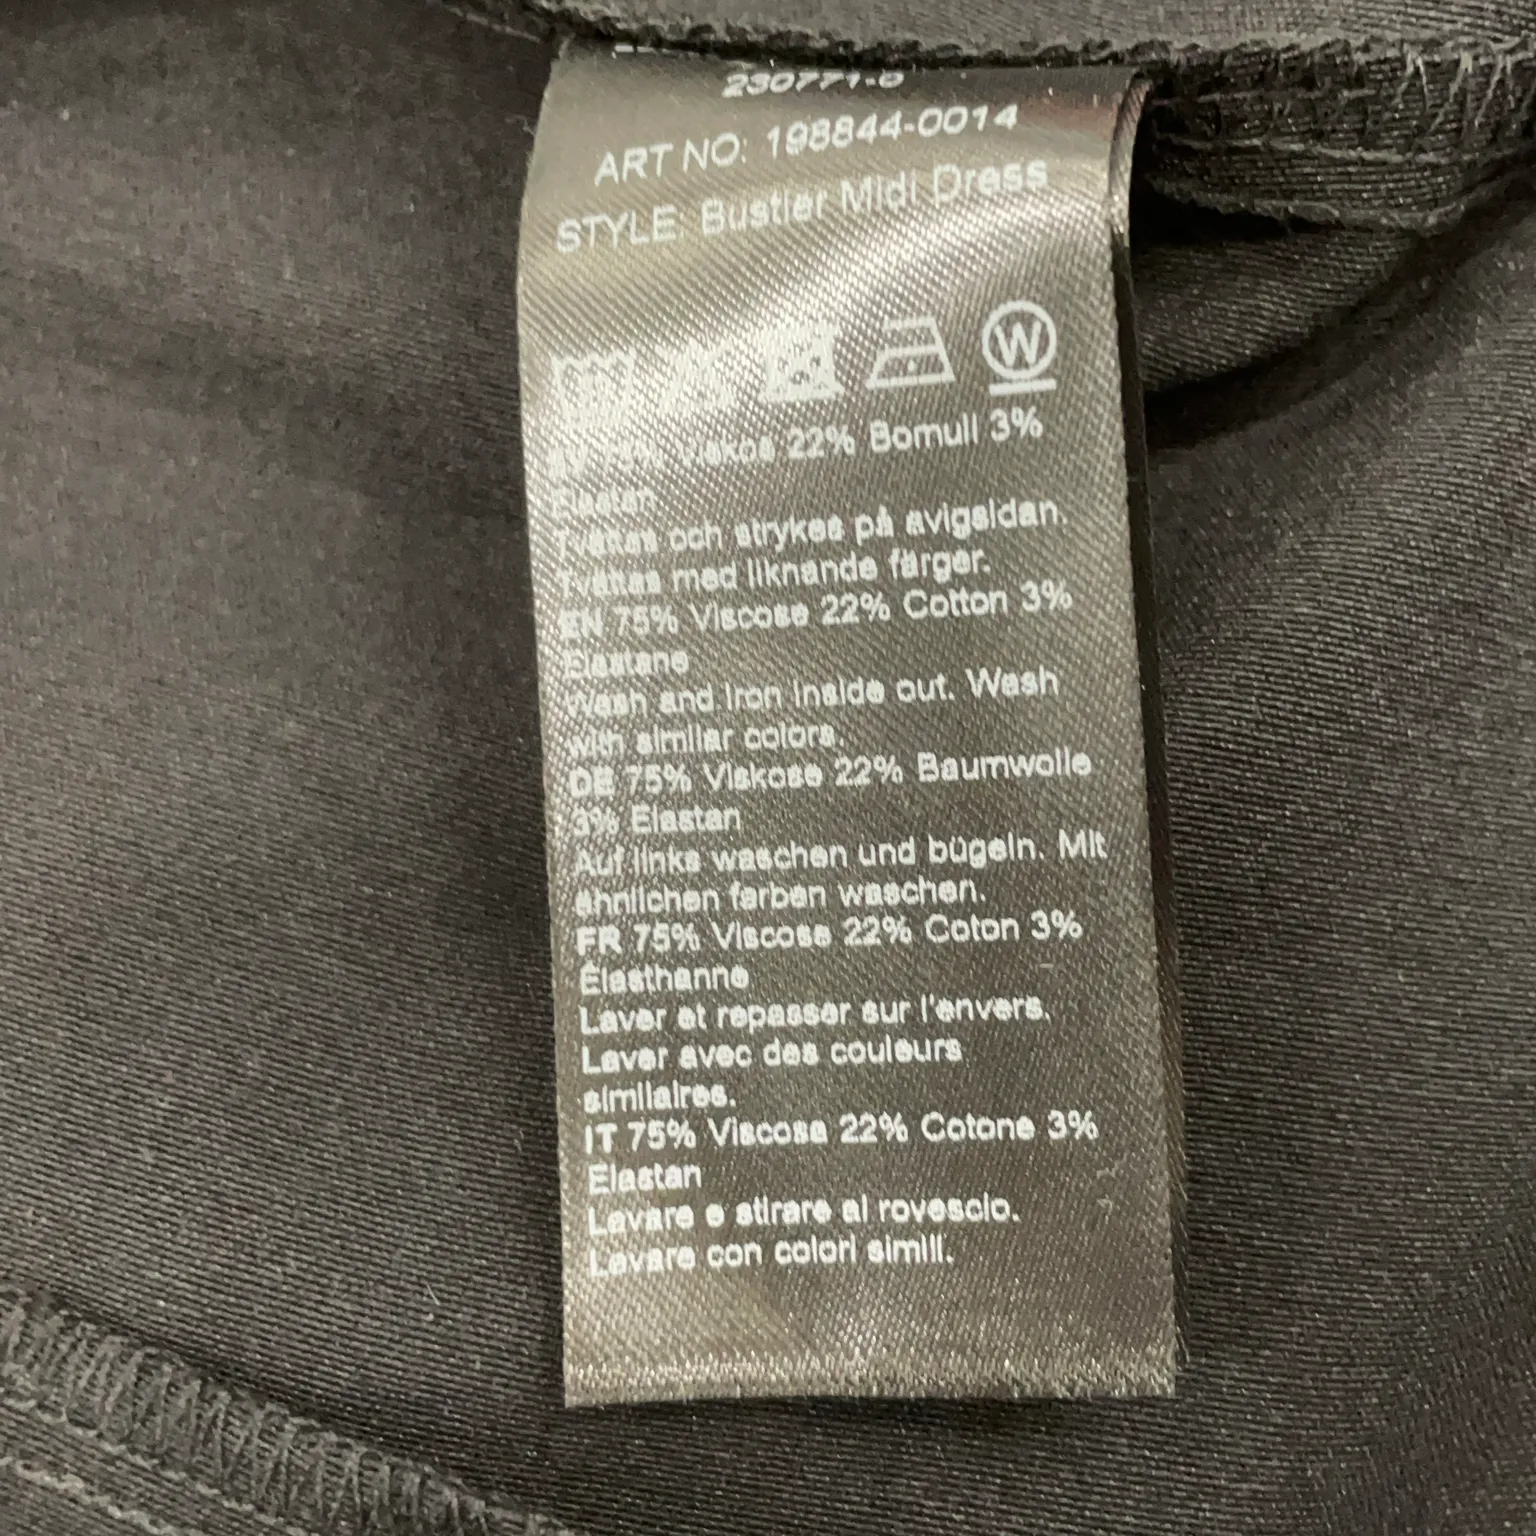 230771-6
ART NO: 198844-0014
STYLE: Bustier Midi Dress
W
SV 75% Viskos 22% Bomull 3%
Elastan
Tvättas och strykes på avigsidan.
Tvättas med liknande färger.
EN 75% Viscose 22% Cotton 3%
Elastane
Wash and iron inside out. Wash
with similar colors.
DE 75% Viskose 22% Baumwolle
3% Elastan
Auf links waschen und bügeln. Mit
ähnlichen farben waschen.
FR 75% Viscose 22% Coton 3%
Élasthanne
Laver et repasser sur l'envers.
Laver avec des couleurs
similaires.
IT 75% Viscosa 22% Cotone 3%
Elastan
Lavare e stirare al rovescio.
Lavare con colori simili.